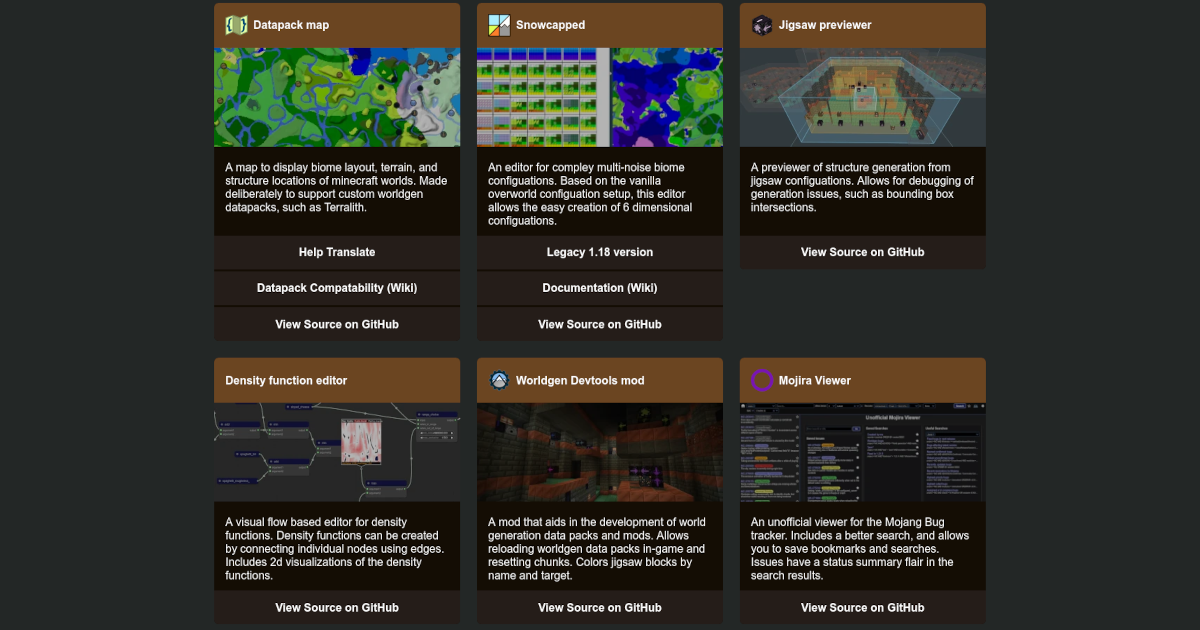 Datapack map
A map to display biome layout, terrain, and
structure locations of minecraft worlds. Made
deliberately to support custom worldgen
datapacks, such as Terralith.
Help Translate
Datapack Compatability (Wiki)
View Source on GitHub
Snowcapped
An editor for compley multi-noise biome
configuations. Based on the vanilla
overworld configuation setup, this editor
allows the easy creation of 6 dimensional
configuations.
Legacy 1.18 version
Documentation (Wiki)
View Source on GitHub
Jigsaw previewer
A previewer of structure generation from
jigsaw configuations. Allows for debugging of
generation issues, such as bounding box
intersections.
View Source on GitHub
Density function editor
A visual flow based editor for density
functions. Density functions can be created
by connecting individual nodes using edges.
Includes 2d visualizations of the density
functions.
View Source on GitHub
Worldgen Devtools mod
A mod that aids in the development of world
generation data packs and mods. Allows
reloading worldgen data packs in-game and
resetting chunks. Colors jigsaw blocks by
name and target.
View Source on GitHub
Mojira Viewer
Unofficial Mojira Viewer
An unofficial viewer for the Mojang Bug
tracker. Includes a better search, and allows
you to save bookmarks and searches.
Issues have a status summary flair in the
search results.
View Source on GitHub